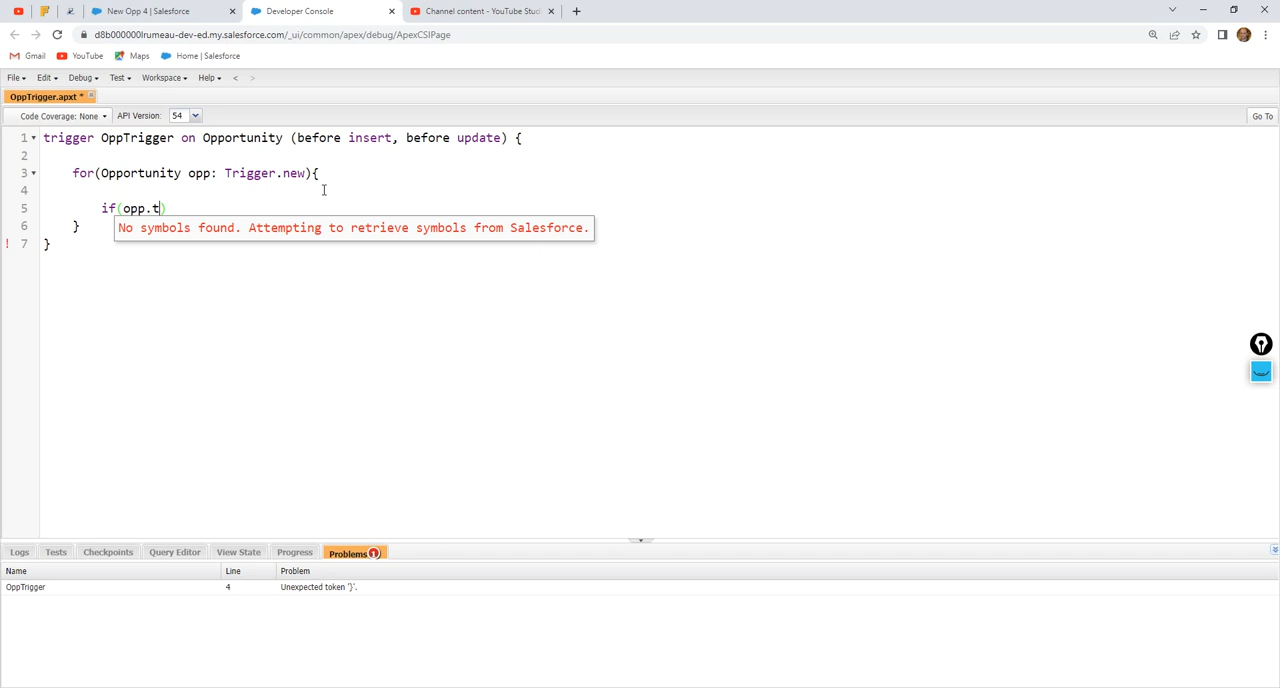 New Opp 4 | Salesforce
Developer Console
Channel content - YouTube Stud
d8b000000lrumeau-dev-ed.my.salesforce.com/_ui/common/apex/debug/ApexCSIPage
Gmail
YouTube
Maps
Home | Salesforce
File
Edit
Debug
Test
Workspace
Help
<
>
OppTrigger.apxt *
Code Coverage: None
API Version:
54
Go To
1 trigger OppTrigger on Opportunity (before insert, before update) {
2
3 for(Opportunity opp: Trigger.new){
4
5 if(opp.t)
6 }
! 7 }
No symbols found. Attempting to retrieve symbols from Salesforce.
Logs
Tests
Checkpoints
Query Editor
View State
Progress
Problems 1
Name
Line
Problem
OppTrigger
4
Unexpected token '}'.